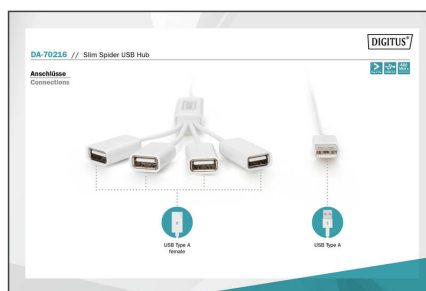 DIGITUS®
DA-70216 // Slim Spider USB Hub
Anschlüsse
Connections
USB Type A
female
USB Type A